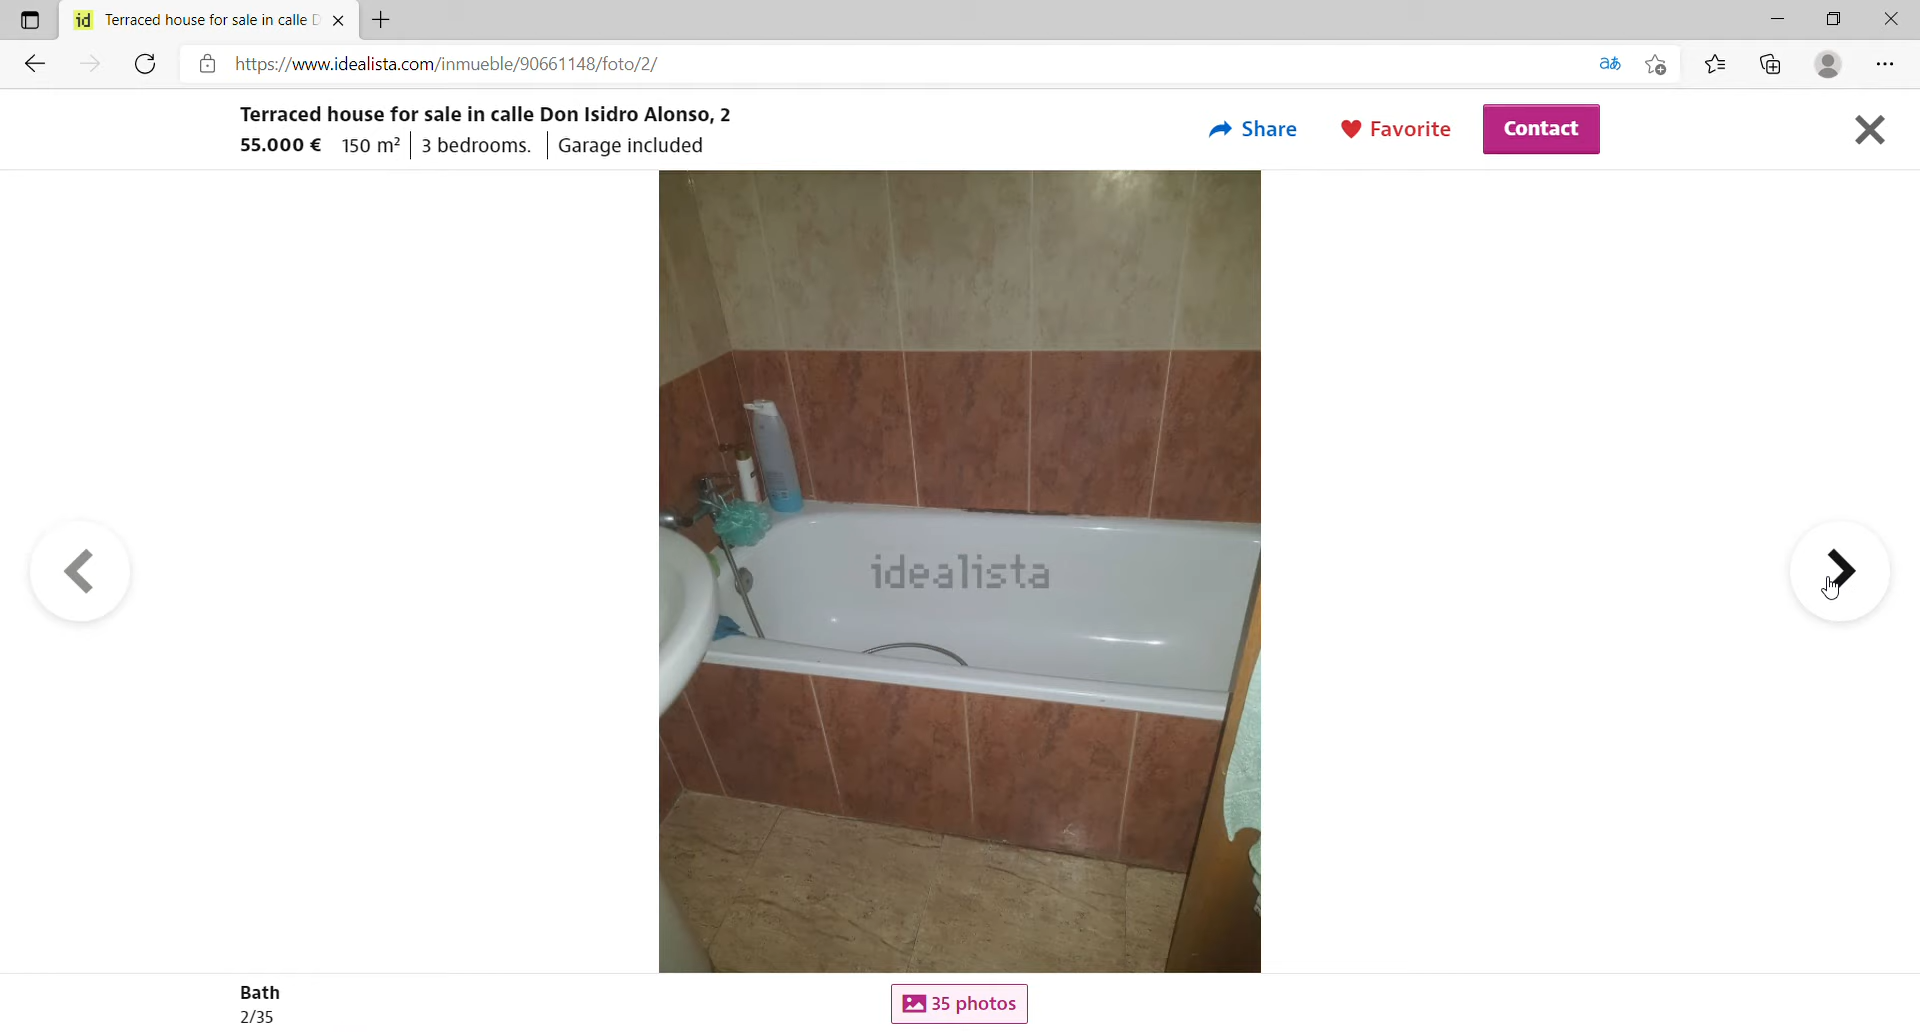 id Terraced house for sale in calle D
https://www.idealista.com/inmueble/90661148/foto/2/
aあ
Terraced house for sale in calle Don Isidro Alonso, 2
55.000 € 150 m² 3 bedrooms. Garage included
Share Favorite Contact
idealista
Bath
2/35
35 photos